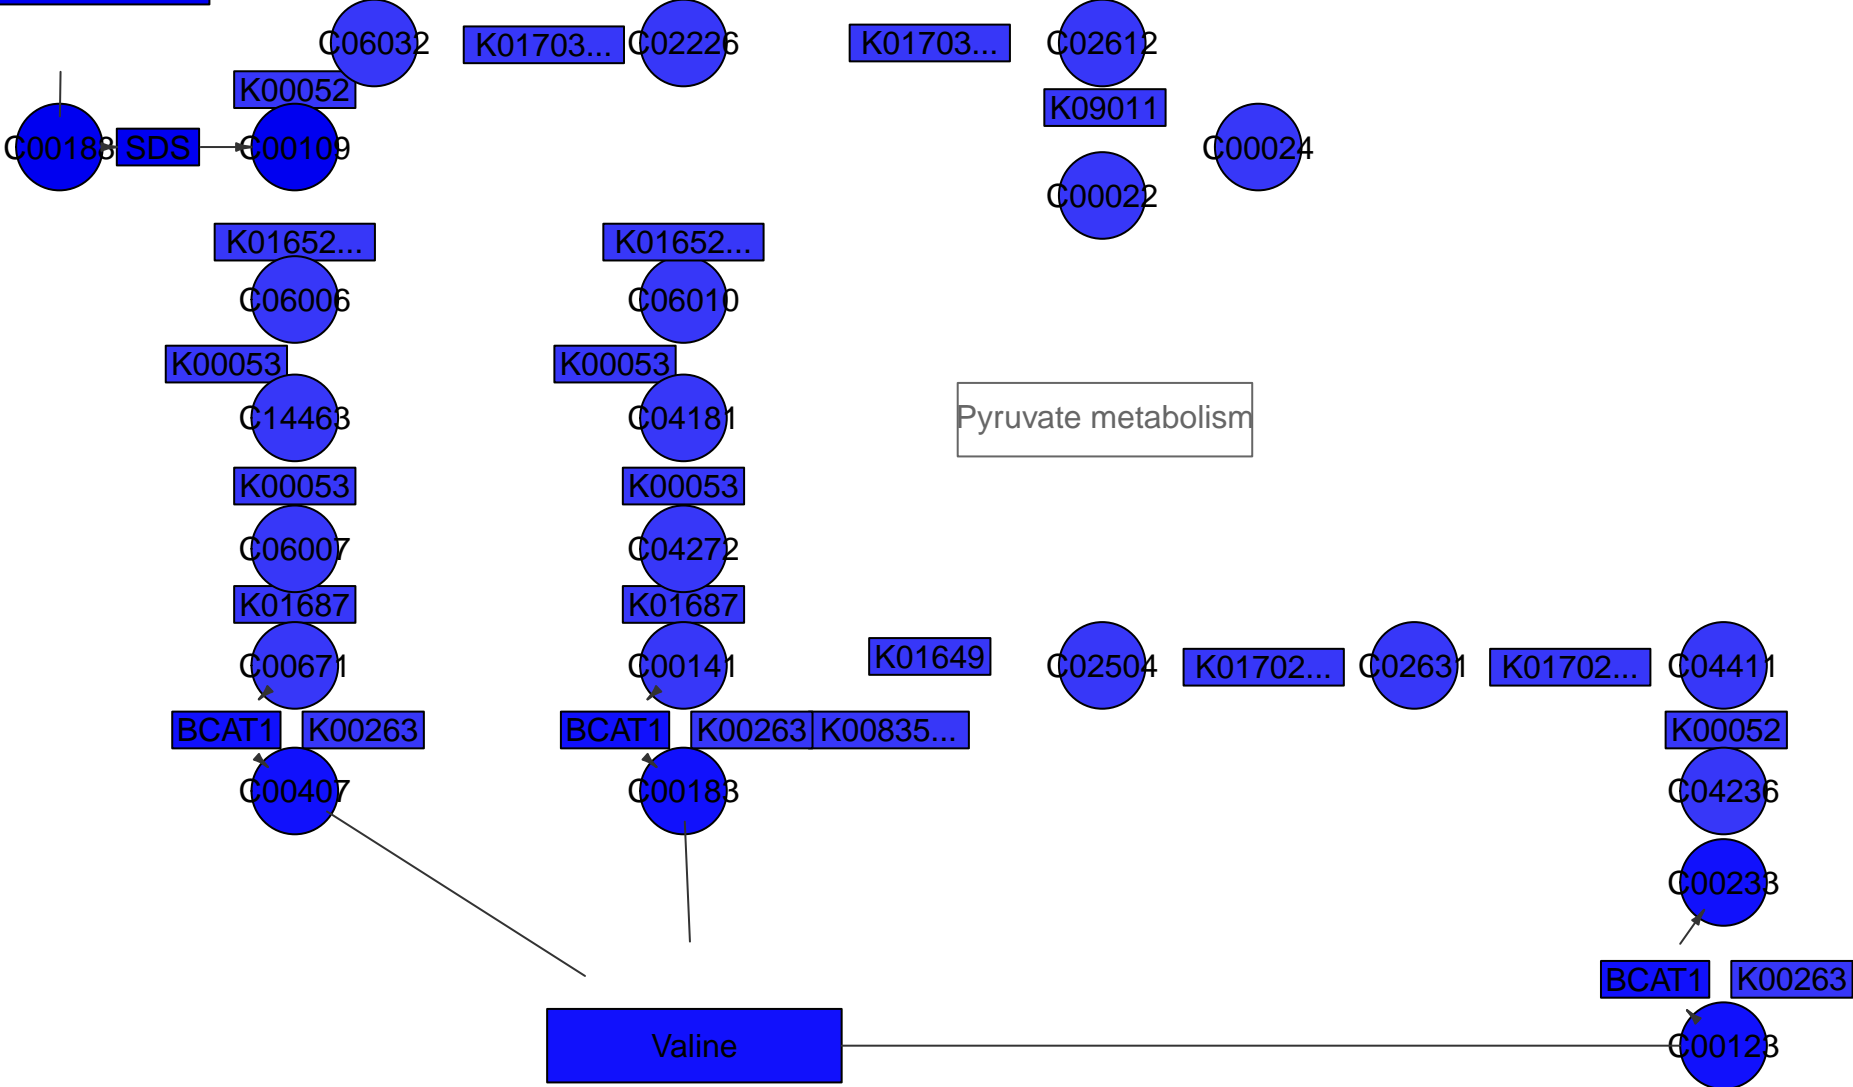 C06032
K01703...
C02226
K01703...
C02612
K00052
K09011
C00188
SDS
C00109
C00024
C00022
K01652...
K01652...
C06006
C06010
K00053
K00053
C14463
C04181
Pyruvate metabolism
K00053
K00053
C06007
C04272
K01687
K01687
C00671
C00141
K01649
C02504
K01702...
C02631
K01702...
C04411
BCAT1
K00263
BCAT1
K00263
K00835...
K00052
C00407
C00183
C04236
C00233
BCAT1
K00263
Valine
C00123